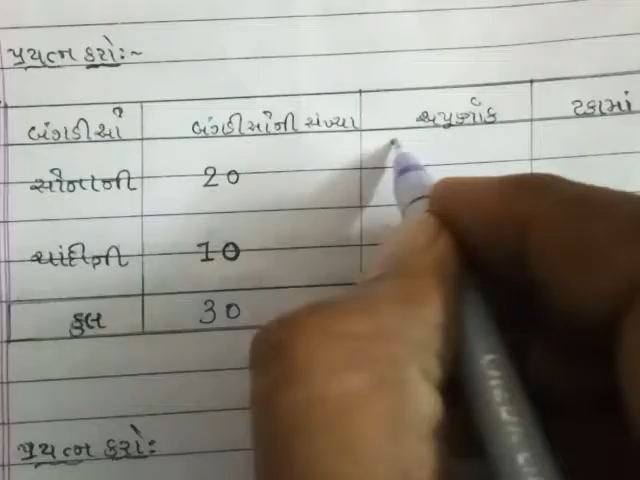 પ્રયત્ન કરો:~
બંગડીઓ બંગડીઓની સંખ્યા અપૂર્ણાંક ટકામાં
સોનાની 20
ચાંદીની 10
કુલ 30
પ્રયત્ન કરો: